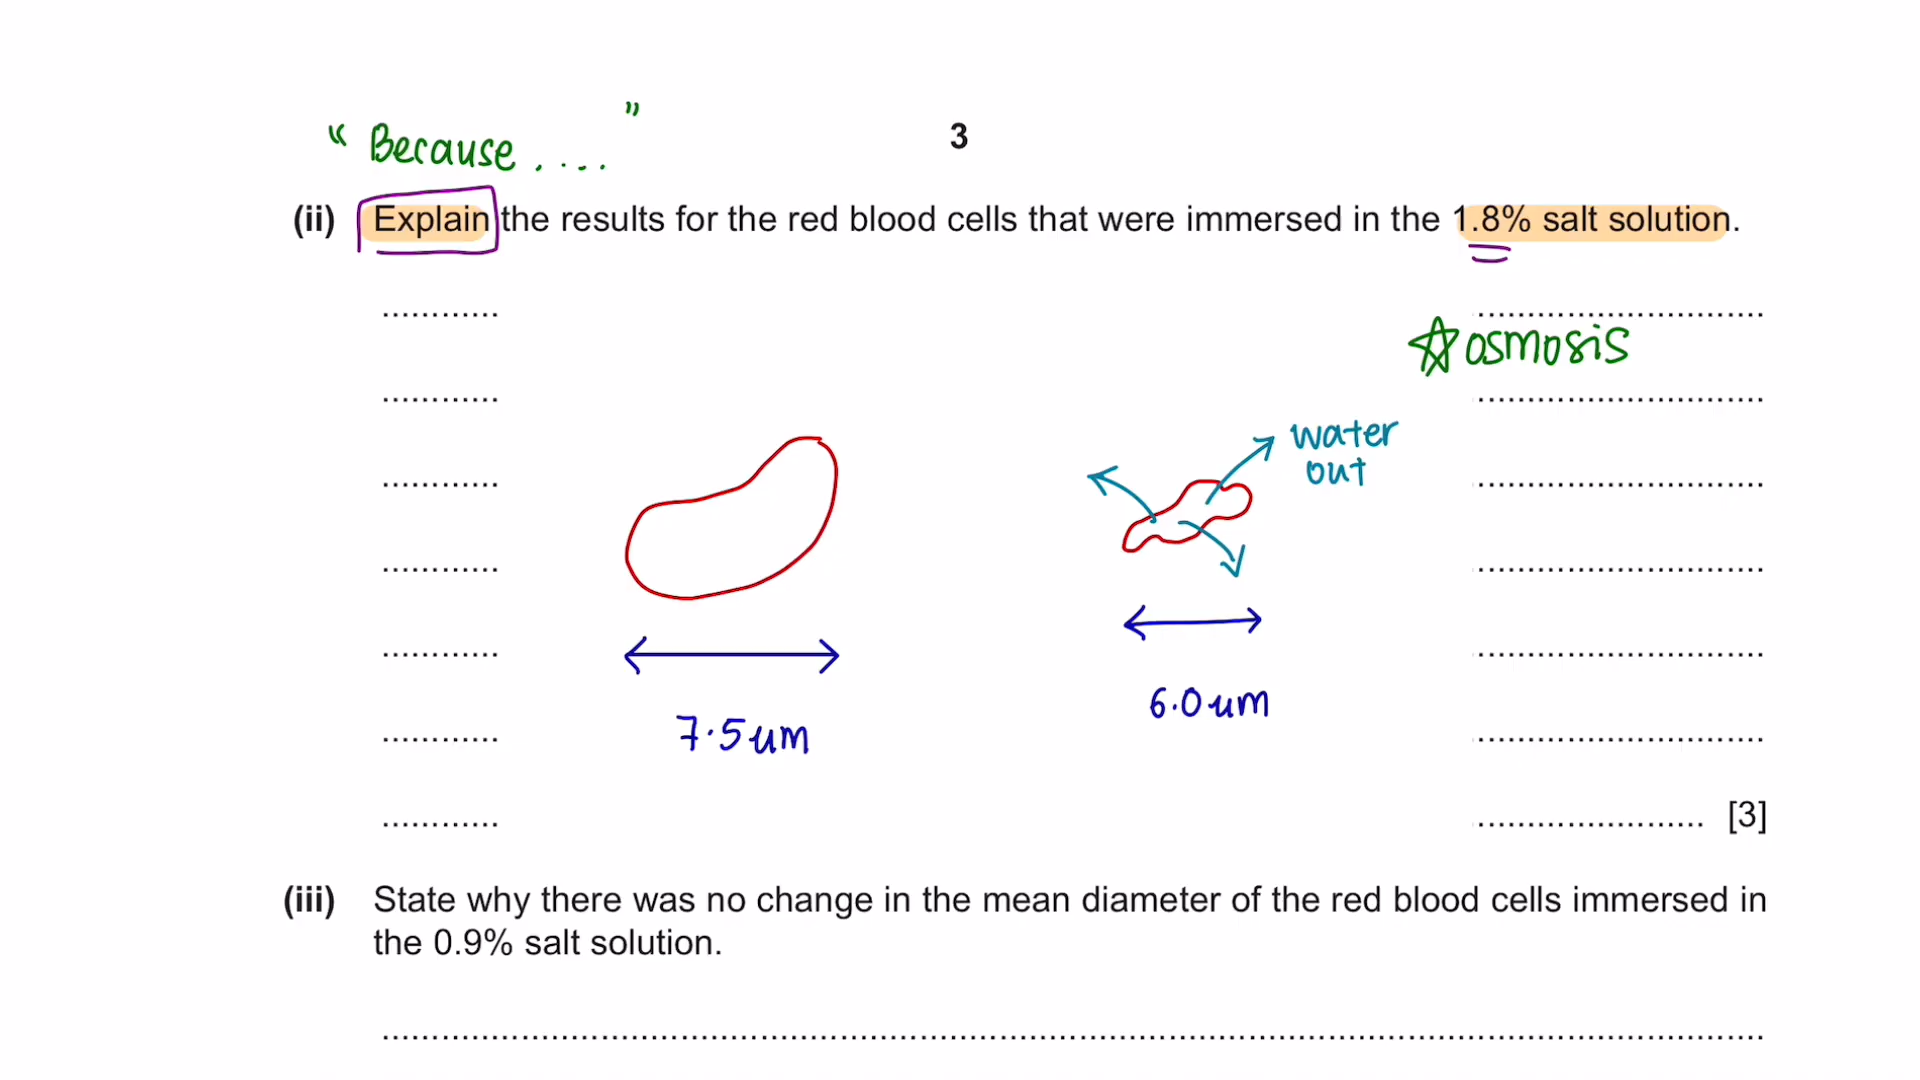 3
" Because .... "
(ii) Explain the results for the red blood cells that were immersed in the 1.8% salt solution.
............ ............................
☆ osmosis
............ ............................
water
out
............ ............................
............ ............................
............ ............................
6.0um
7.5um
............ ............................
............ ....................... [3]
(iii) State why there was no change in the mean diameter of the red blood cells immersed in
the 0.9% salt solution.
..........................................................................................................................................